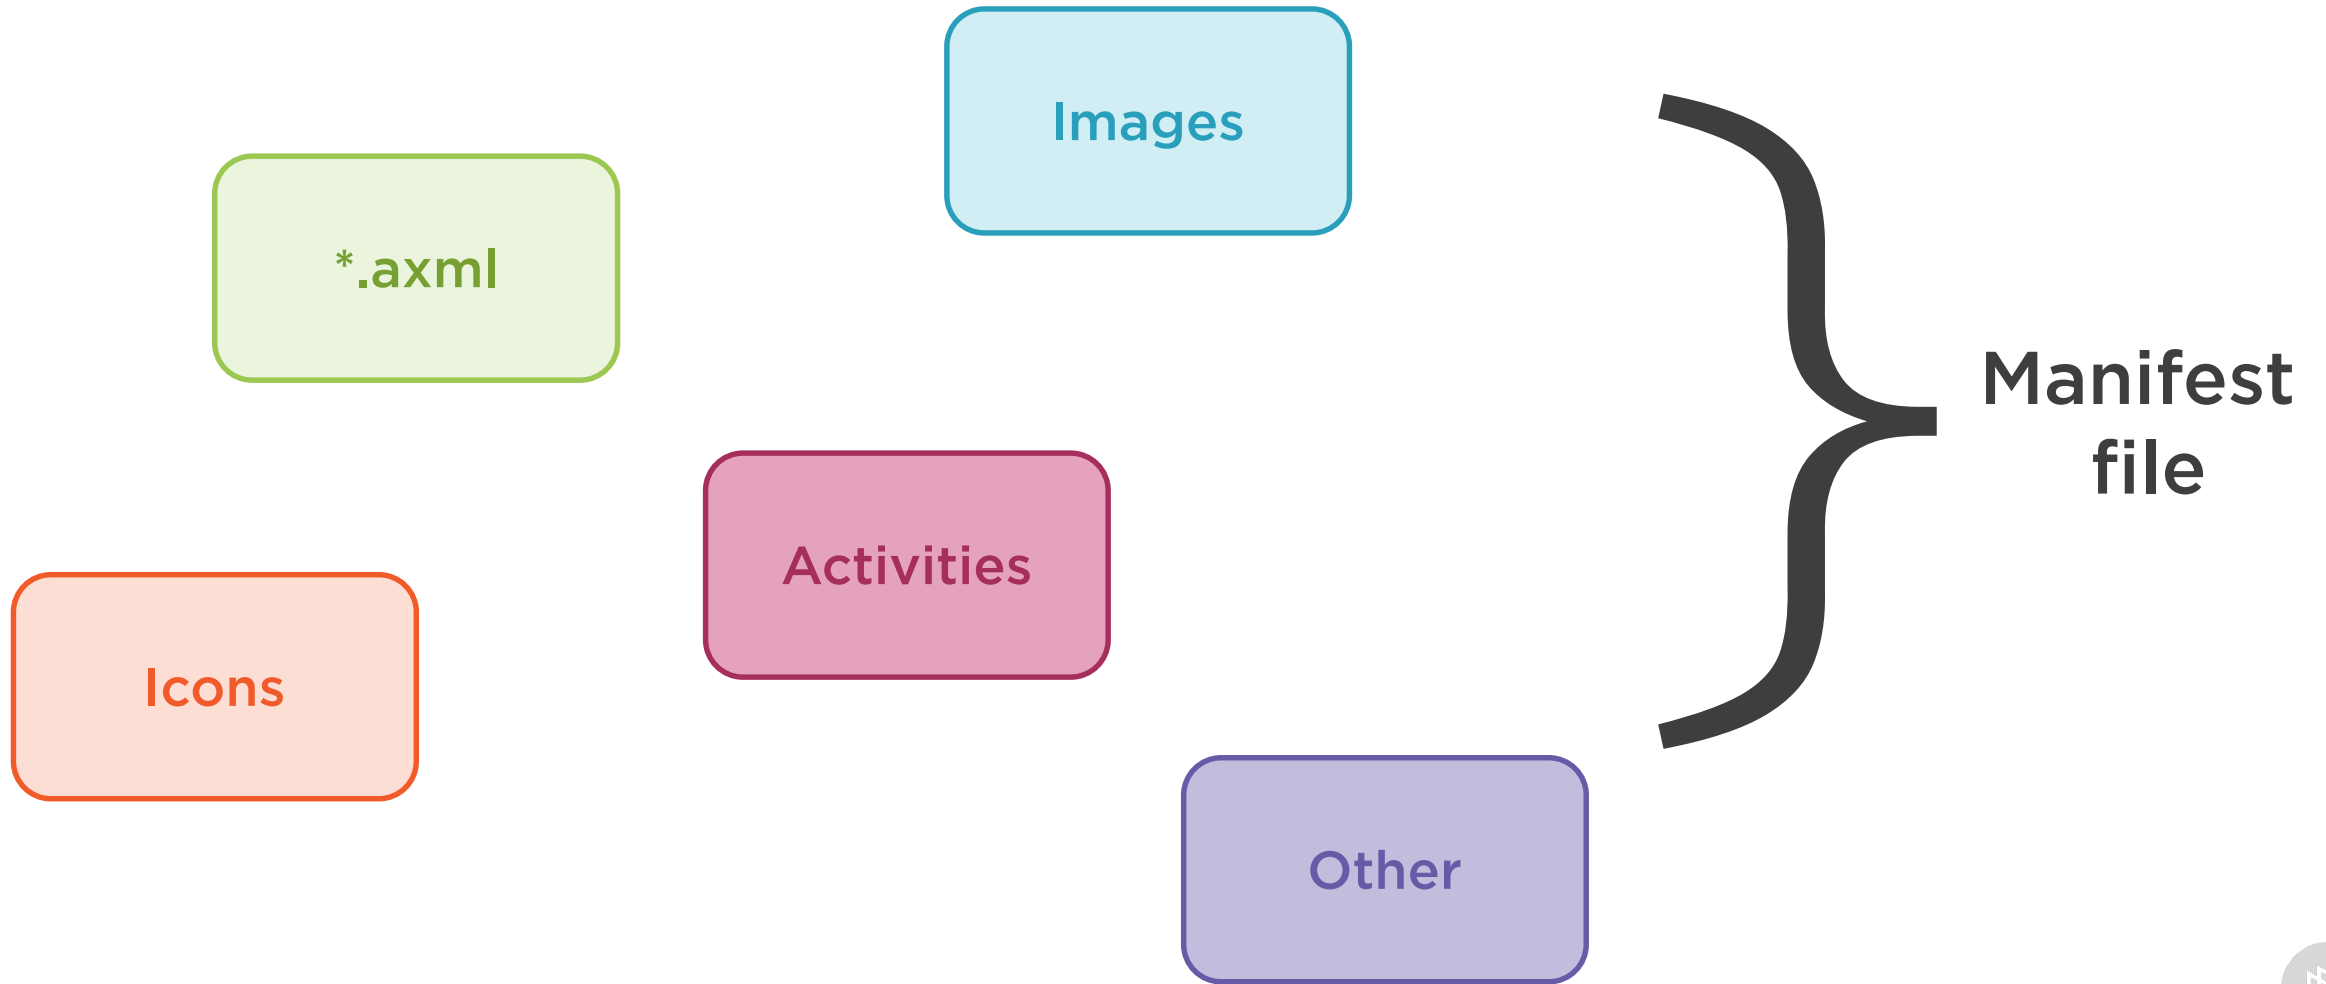 Images
*.axml
Activities
Icons
Other
Manifest
file